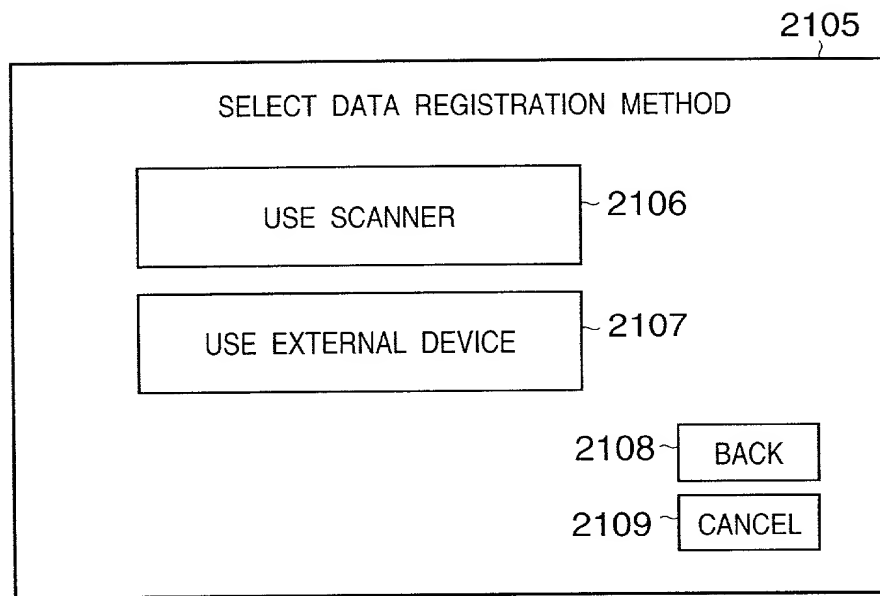 2105
SELECT DATA REGISTRATION METHOD
USE SCANNER
2106
USE EXTERNAL DEVICE
2107
2108
BACK
2109
CANCEL